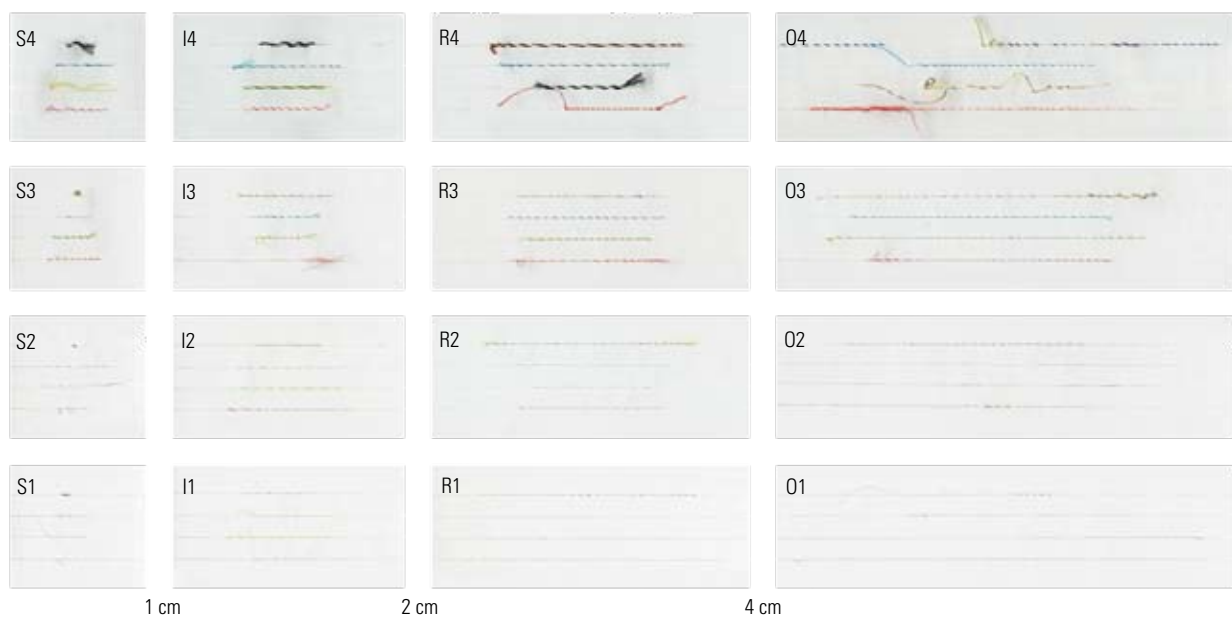 S4 I4 R4 O4
S3 I3 R3 O3
S2 I2 R2 O2
S1 I1 R1 O1
1 cm 2 cm 4 cm